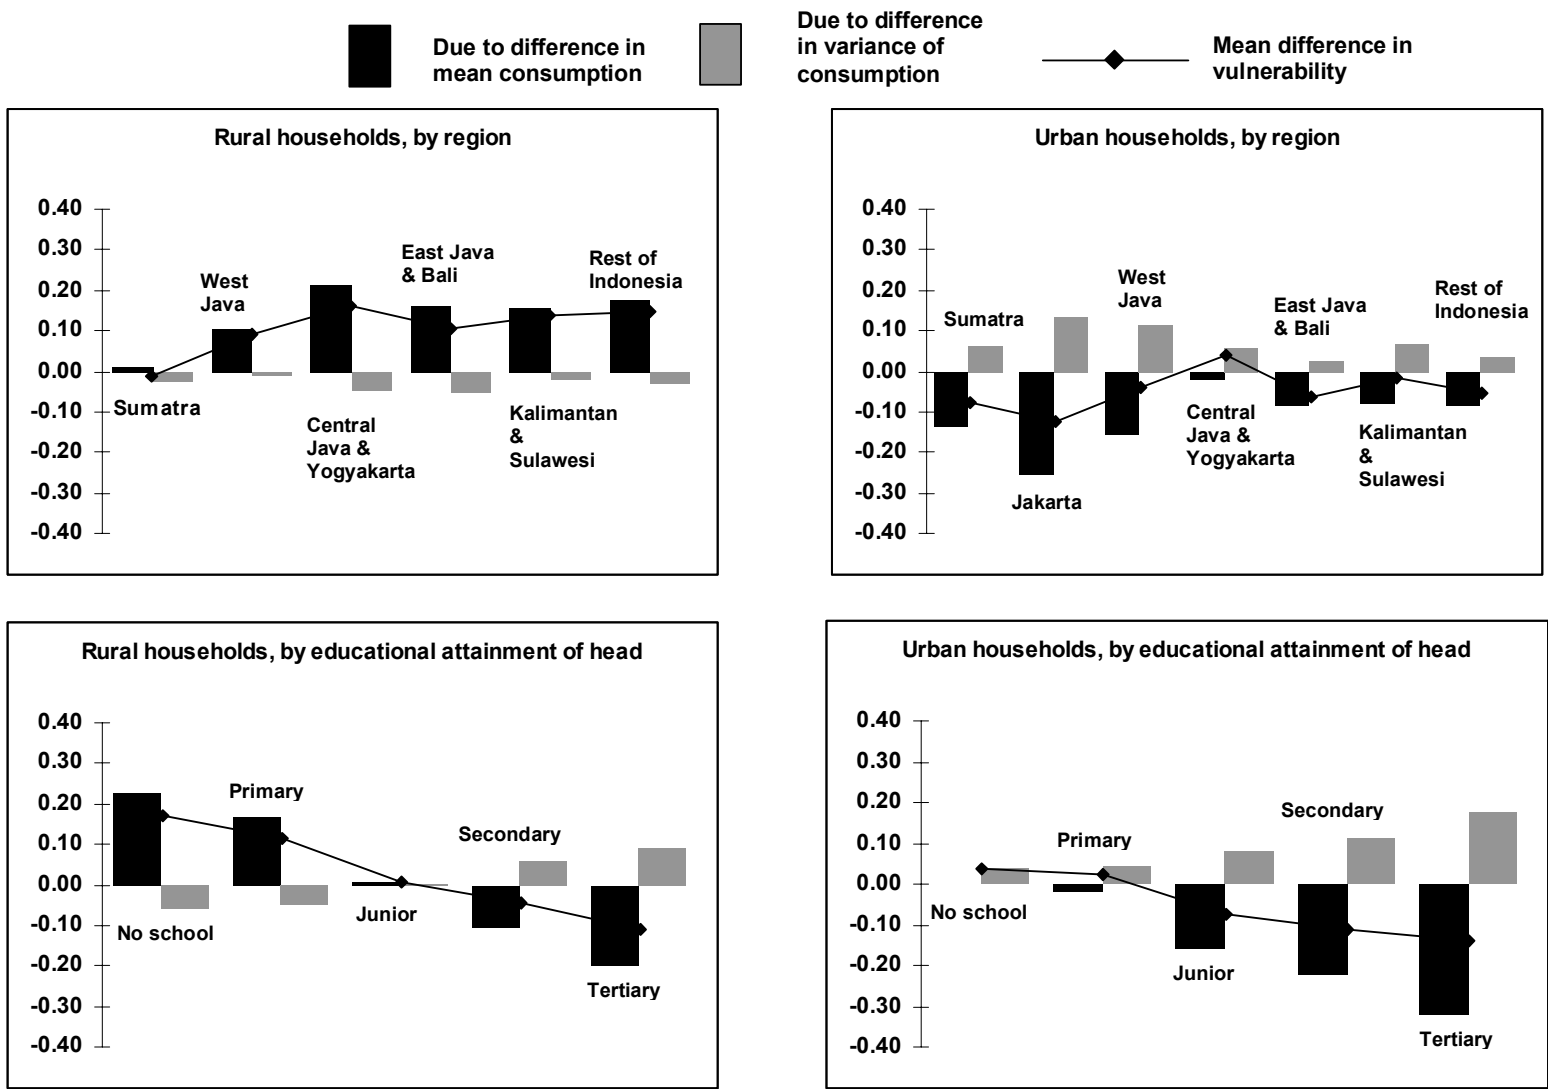 Due to difference in
mean consumption
Due to difference
in variance of
consumption
Mean difference in
vulnerability
Rural households, by region
0.40
0.30
0.20
0.10
0.00
-0.10
-0.20
-0.30
-0.40
Sumatra
West
Java
Central
Java &
Yogyakarta
East Java
& Bali
Kalimantan
&
Sulawesi
Rest of
Indonesia
Urban households, by region
0.40
0.30
0.20
0.10
0.00
-0.10
-0.20
-0.30
-0.40
Sumatra
Jakarta
West
Java
Central
Java &
Yogyakarta
East Java
& Bali
Kalimantan
&
Sulawesi
Rest of
Indonesia
Rural households, by educational attainment of head
0.40
0.30
0.20
0.10
0.00
-0.10
-0.20
-0.30
-0.40
No school
Primary
Junior
Secondary
Tertiary
Urban households, by educational attainment of head
0.40
0.30
0.20
0.10
0.00
-0.10
-0.20
-0.30
-0.40
No school
Primary
Junior
Secondary
Tertiary